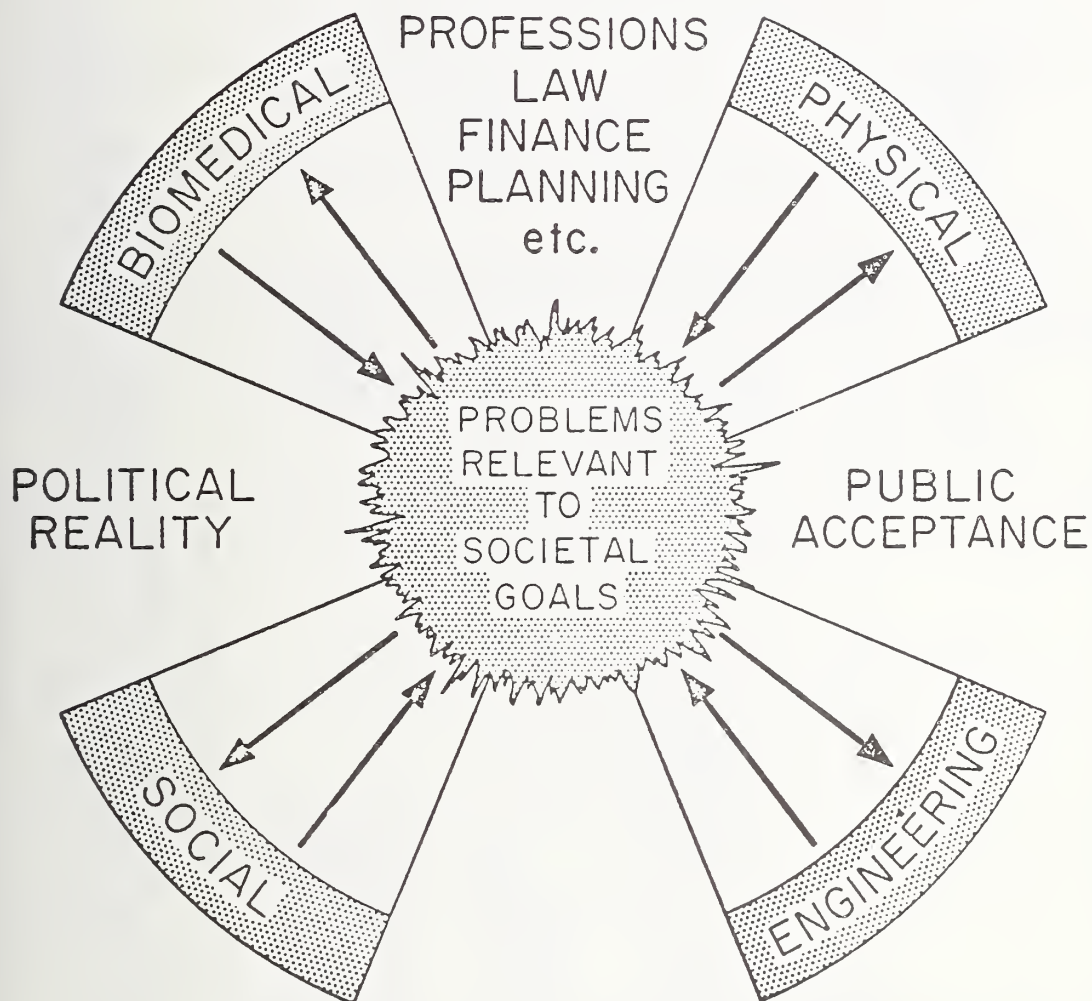 PROFESSIONS
LAW
FINANCE
PLANNING
etc.
BIOMEDICAL
PHYSICAL
POLITICAL
REALITY
PROBLEMS
RELEVANT
TO
SOCIETAL
GOALS
PUBLIC
ACCEPTANCE
SOCIAL
ENGINEERING